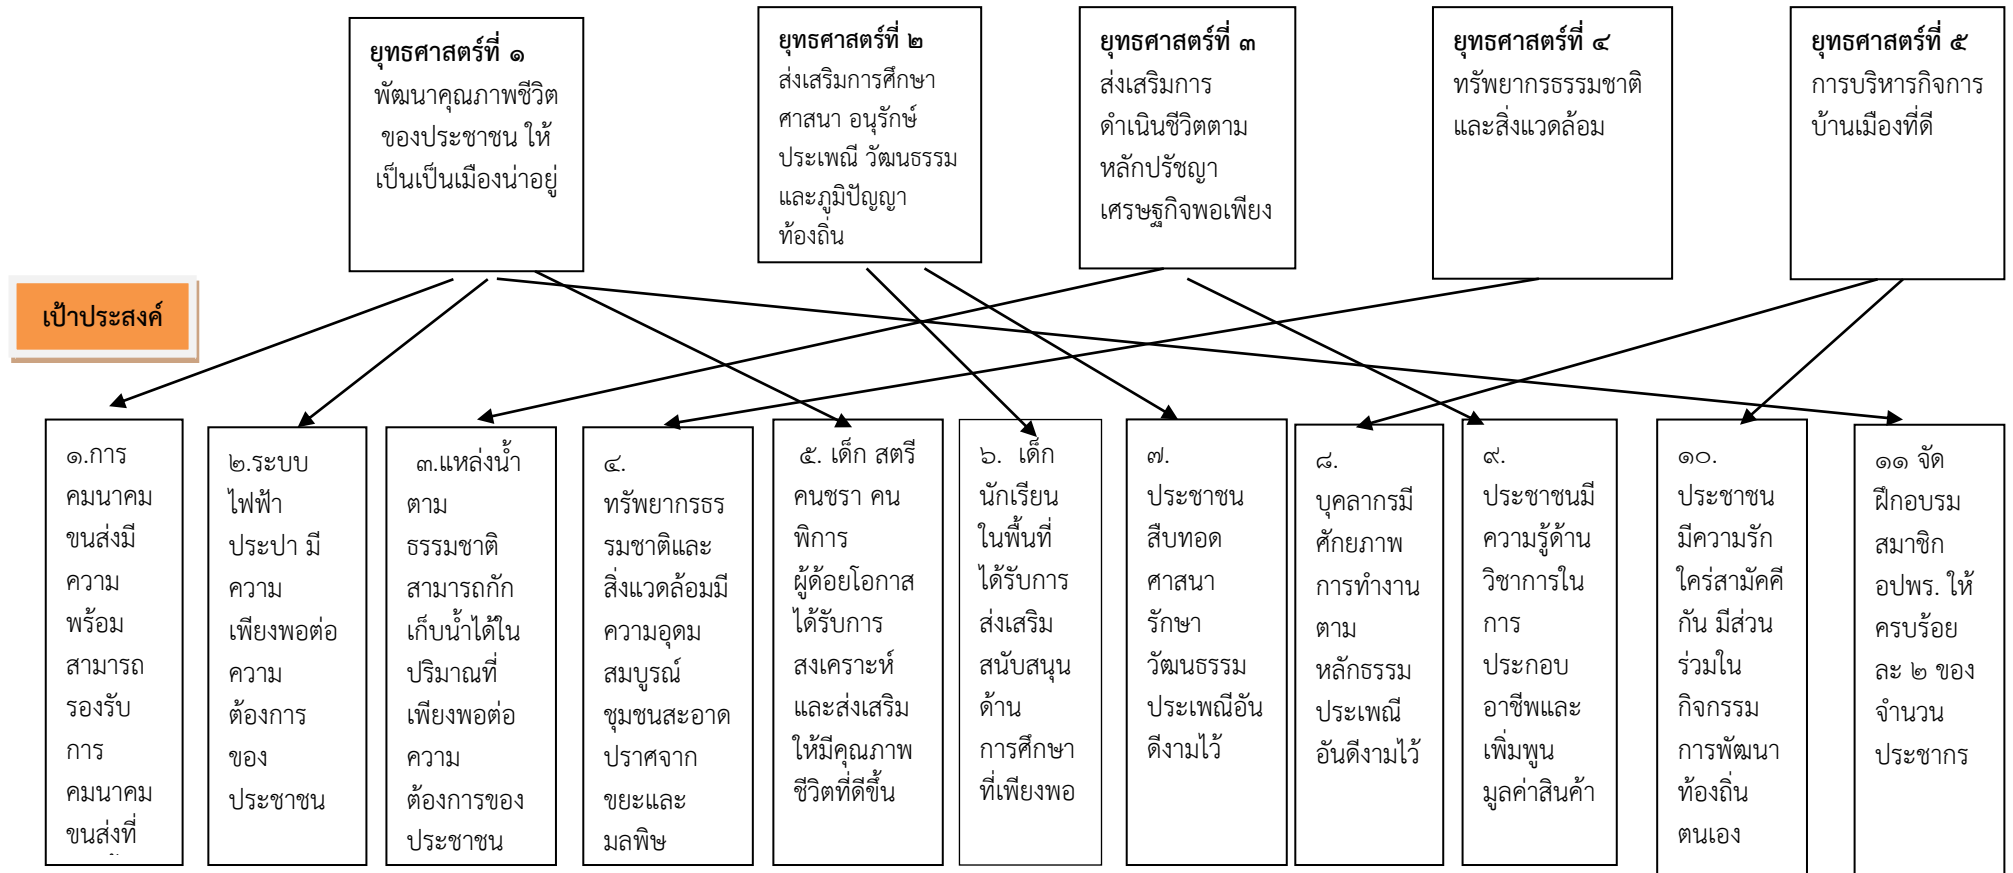 ยุทธศาสตร์ที่ ๑
พัฒนาคุณภาพชีวิต
ของประชาชน ให้
เป็นเป็นเมืองน่าอยู่
ยุทธศาสตร์ที่ ๒
ส่งเสริมการศึกษา
ศาสนา อนุรักษ์
ประเพณี วัฒนธรรม
และภูมิปัญญา
ท้องถิ่น
ยุทธศาสตร์ที่ ๓
ส่งเสริมการ
ดำเนินชีวิตตาม
หลักปรัชญา
เศรษฐกิจพอเพียง
ยุทธศาสตร์ที่ ๔
ทรัพยากรธรรมชาติ
และสิ่งแวดล้อม
ยุทธศาสตร์ที่ ๕
การบริหารกิจการ
บ้านเมืองที่ดี
เป้าประสงค์
๑.การ
คมนาคม
ขนส่งมี
ความ
พร้อม
สามารถ
รองรับ
การ
คมนาคม
ขนส่งที่
๒.ระบบ
ไฟฟ้า
ประปา มี
ความ
เพียงพอต่อ
ความ
ต้องการ
ของ
ประชาชน
๓.แหล่งน้ำ
ตาม
ธรรมชาติ
สามารถกัก
เก็บน้ำได้ใน
ปริมาณที่
เพียงพอต่อ
ความ
ต้องการของ
ประชาชน
๔.
ทรัพยากรธร
รมชาติและ
สิ่งแวดล้อมมี
ความอุดม
สมบูรณ์
ชุมชนสะอาด
ปราศจาก
ขยะและ
มลพิษ
๕. เด็ก สตรี
คนชรา คน
พิการ
ผู้ด้อยโอกาส
ได้รับการ
สงเคราะห์
และส่งเสริม
ให้มีคุณภาพ
ชีวิตที่ดีขึ้น
๖. เด็ก
นักเรียน
ในพื้นที่
ได้รับการ
ส่งเสริม
สนับสนุน
ด้าน
การศึกษา
ที่เพียงพอ
๗.
ประชาชน
สืบทอด
ศาสนา
รักษา
วัฒนธรรม
ประเพณีอัน
ดีงามไว้
๘.
บุคลากรมี
ศักยภาพ
การทำงาน
ตาม
หลักธรรม
ประเพณี
อันดีงามไว้
๙.
ประชาชนมี
ความรู้ด้าน
วิชาการใน
การ
ประกอบ
อาชีพและ
เพิ่มพูน
มูลค่าสินค้า
๑๐.
ประชาชน
มีความรัก
ใคร่สามัคคี
กัน มีส่วน
ร่วมใน
กิจกรรม
การพัฒนา
ท้องถิ่น
ตนเอง
๑๑ จัด
ฝึกอบรม
สมาชิก
อปพร. ให้
ครบร้อย
ละ ๒ ของ
จำนวน
ประชากร